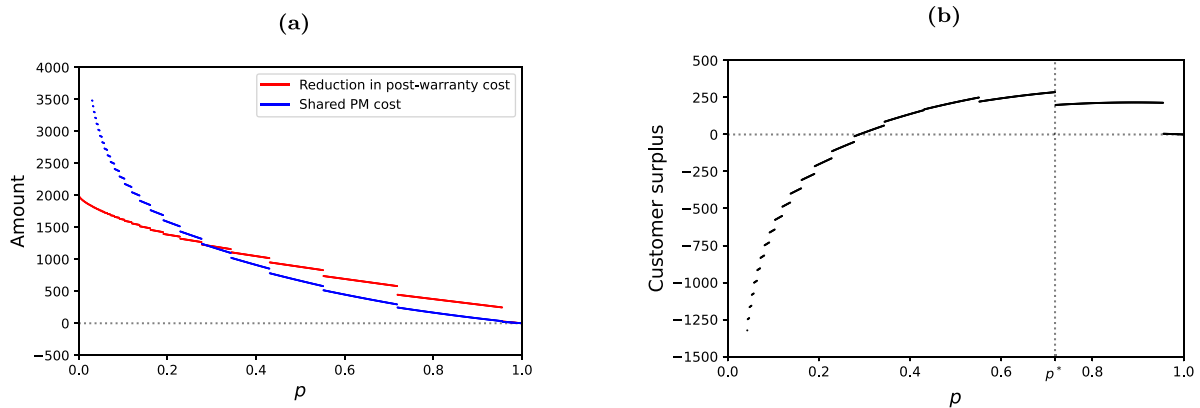 (a)
4000
3500
3000
2500
2000
1500
1000
500
0
−500
Amount
Reduction in post-warranty cost
Shared PM cost
0.0 0.2 0.4 0.6 0.8 1.0
p
(b)
500
250
0
−250
−500
−750
−1000
−1250
−1500
Customer surplus
0.0 0.2 0.4 0.6 p* 0.8 1.0
p